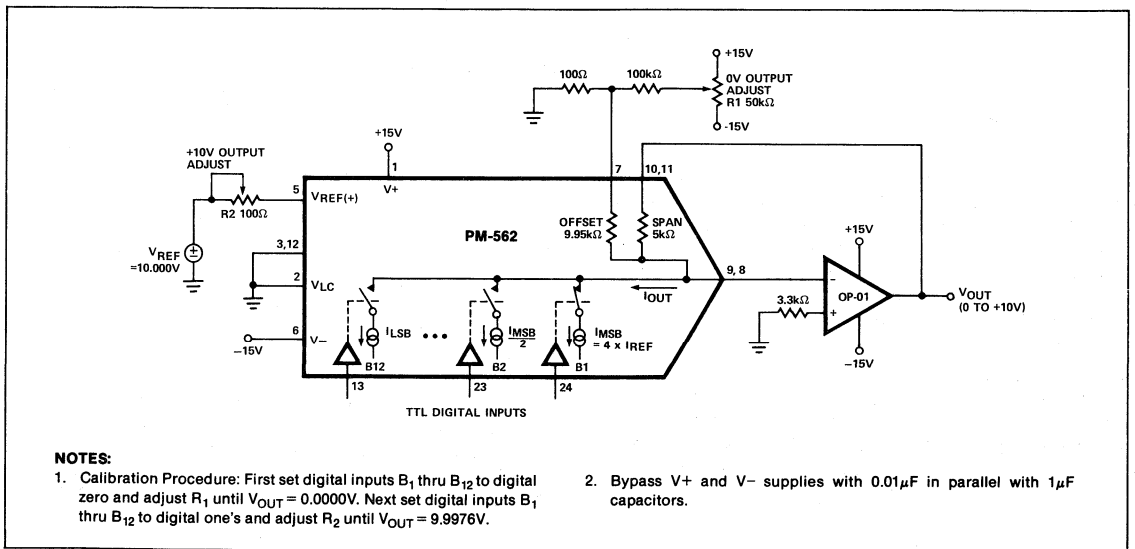 +15V
100Ω
100kΩ
0V OUTPUT
ADJUST
R1 50kΩ
-15V
+15V
+10V OUTPUT
ADJUST
1
V+
7
10,11
5
VREF(+)
R2 100Ω
OFFSET
9.95kΩ
SPAN
5kΩ
PM-562
+15V
VREF
=10.000V
3,12
2
VLC
9, 8
IOUT
−
OP-01
+
3.3kΩ
VOUT
(0 TO +10V)
6
V−
−15V
ILSB
•••
IMSB
2
IMSB
= 4 x IREF
−15V
B12
B2
B1
13
23
24
TTL DIGITAL INPUTS
NOTES:
1. Calibration Procedure: First set digital inputs B1 thru B12 to digital
zero and adjust R1 until VOUT = 0.0000V. Next set digital inputs B1
thru B12 to digital one's and adjust R2 until VOUT = 9.9976V.
2. Bypass V+ and V− supplies with 0.01μF in parallel with 1μF
capacitors.